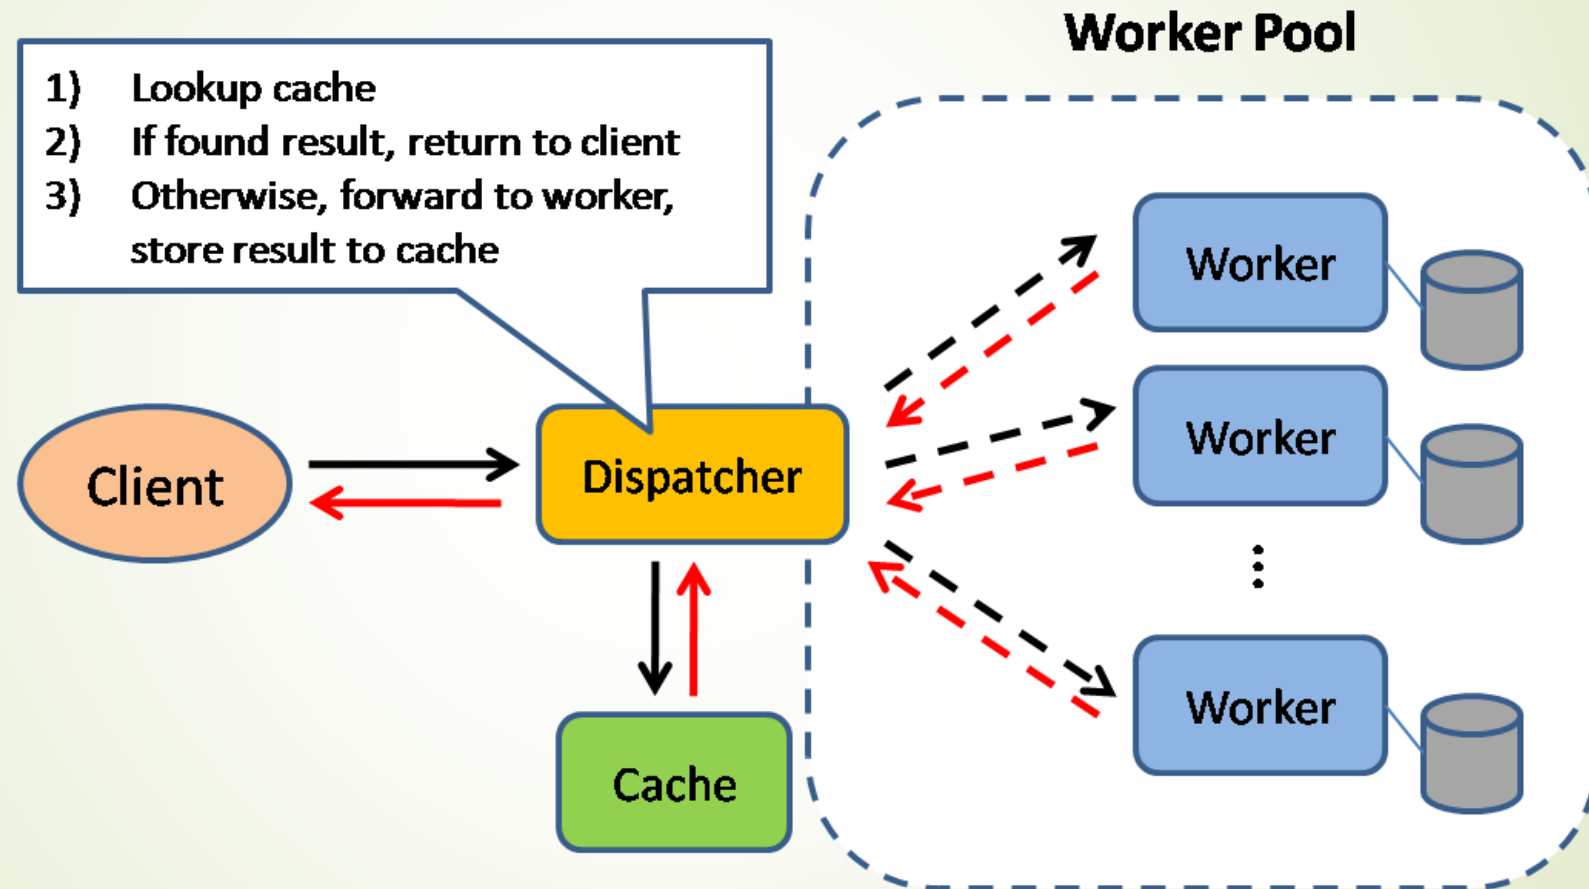 Worker Pool
1) Lookup cache
2) If found result, return to client
3) Otherwise, forward to worker,
store result to cache
Worker
Worker
Client
Dispatcher
Worker
Cache